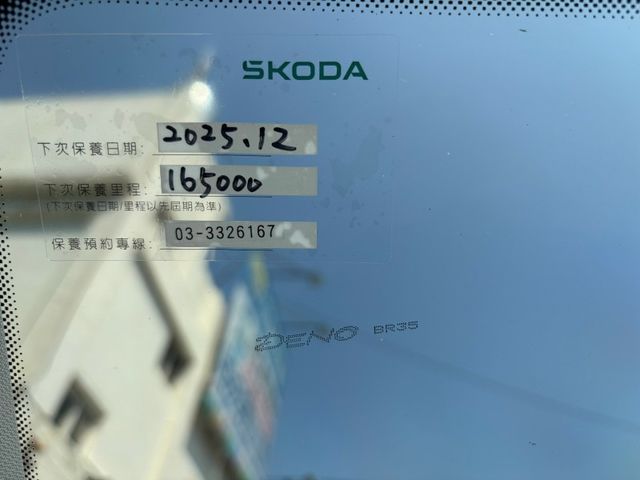 SKODA
下次保養日期: 2025.12
下次保養里程: 165000
(下次保養日期/里程以先屆期為準)
保養預約專線: 03-3326167
ZDENO BR35